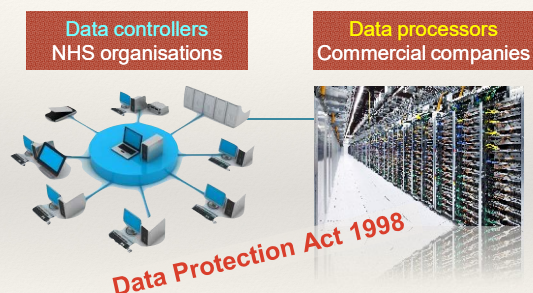 Data controllers
NHS organisations
Data processors
Commercial companies
Data Protection Act 1998